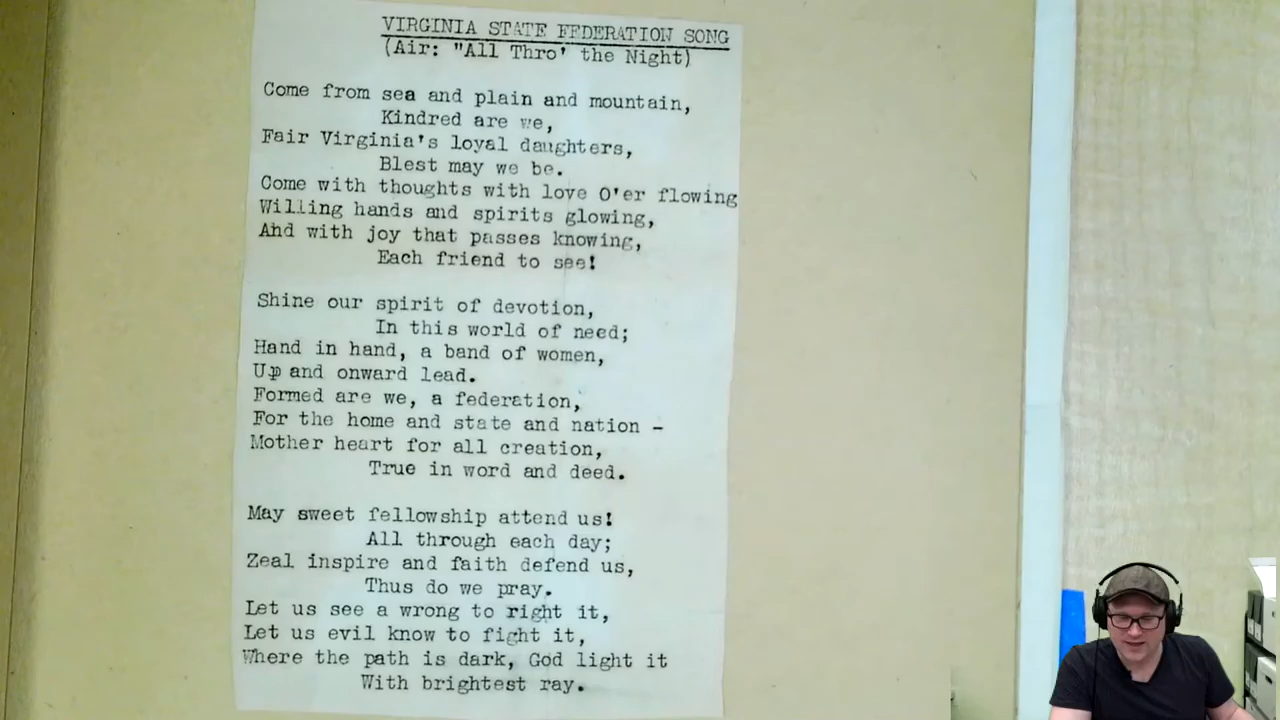 VIRGINIA STATE FEDERATION SONG
(Air: "All Thro' the Night)
Come from sea and plain and mountain,
Kindred are we,
Fair Virginia's loyal daughters,
Blest may we be.
Come with thoughts with love O'er flowing
Willing hands and spirits glowing,
And with joy that passes knowing,
Each friend to see!
Shine our spirit of devotion,
In this world of need;
Hand in hand, a band of women,
Up and onward lead.
Formed are we, a federation,
For the home and state and nation -
Mother heart for all creation,
True in word and deed.
May sweet fellowship attend us!
All through each day;
Zeal inspire and faith defend us,
Thus do we pray.
Let us see a wrong to right it,
Let us evil know to fight it,
Where the path is dark, God light it
With brightest ray.